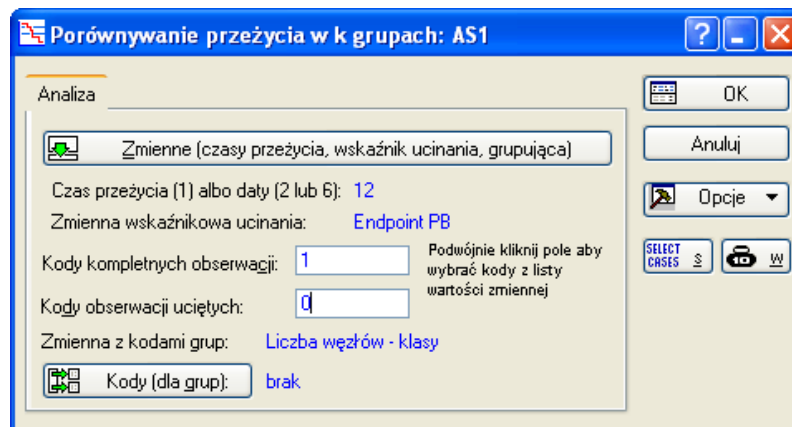 Porównywanie przeżycia w k grupach: AS1
Analiza
OK
Zmienne (czasy przeżycia, wskaźnik ucinania, grupująca)
Anuluj
Czas przeżycia (1) albo daty (2 lub 6): 12
Opcje
Zmienna wskaźnikowa ucinania: Endpoint PB
Kody kompletnych obserwacji: 1
Podwójnie kliknij pole aby
wybrać kody z listy
wartości zmiennej
SELECT
CASES S
W
Kody obserwacji uciętych: 0
Zmienna z kodami grup: Liczba węzłów - klasy
Kody (dla grup): brak